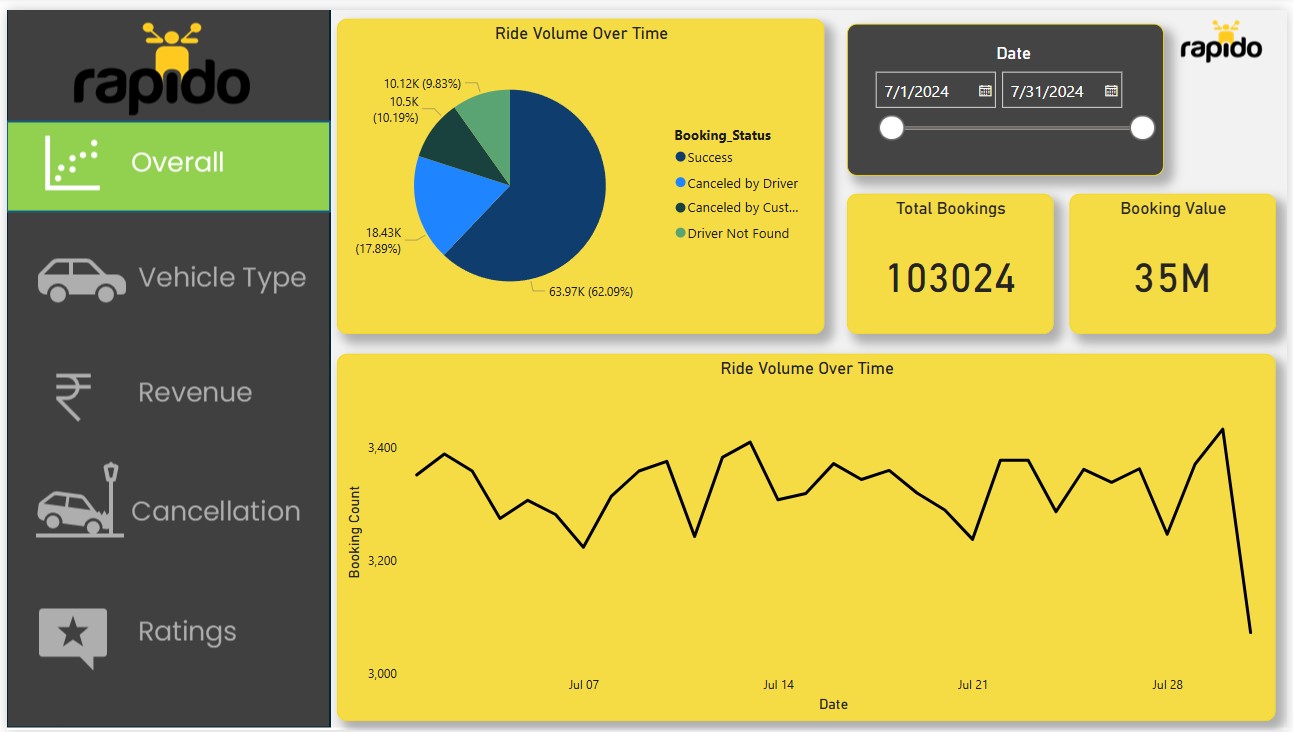 rapido
Overall
Vehicle Type
₹
Revenue
Cancellation
Ratings
Ride Volume Over Time
10.12K (9.83%)
10.5K
(10.19%)
18.43K
(17.89%)
63.97K (62.09%)
Booking_Status
Success
Canceled by Driver
Canceled by Cust...
Driver Not Found
Date
7/1/2024
7/31/2024
rapido
Total Bookings
103024
Booking Value
35M
Ride Volume Over Time
Booking Count
3,400
3,200
3,000
Jul 07
Jul 14
Jul 21
Jul 28
Date